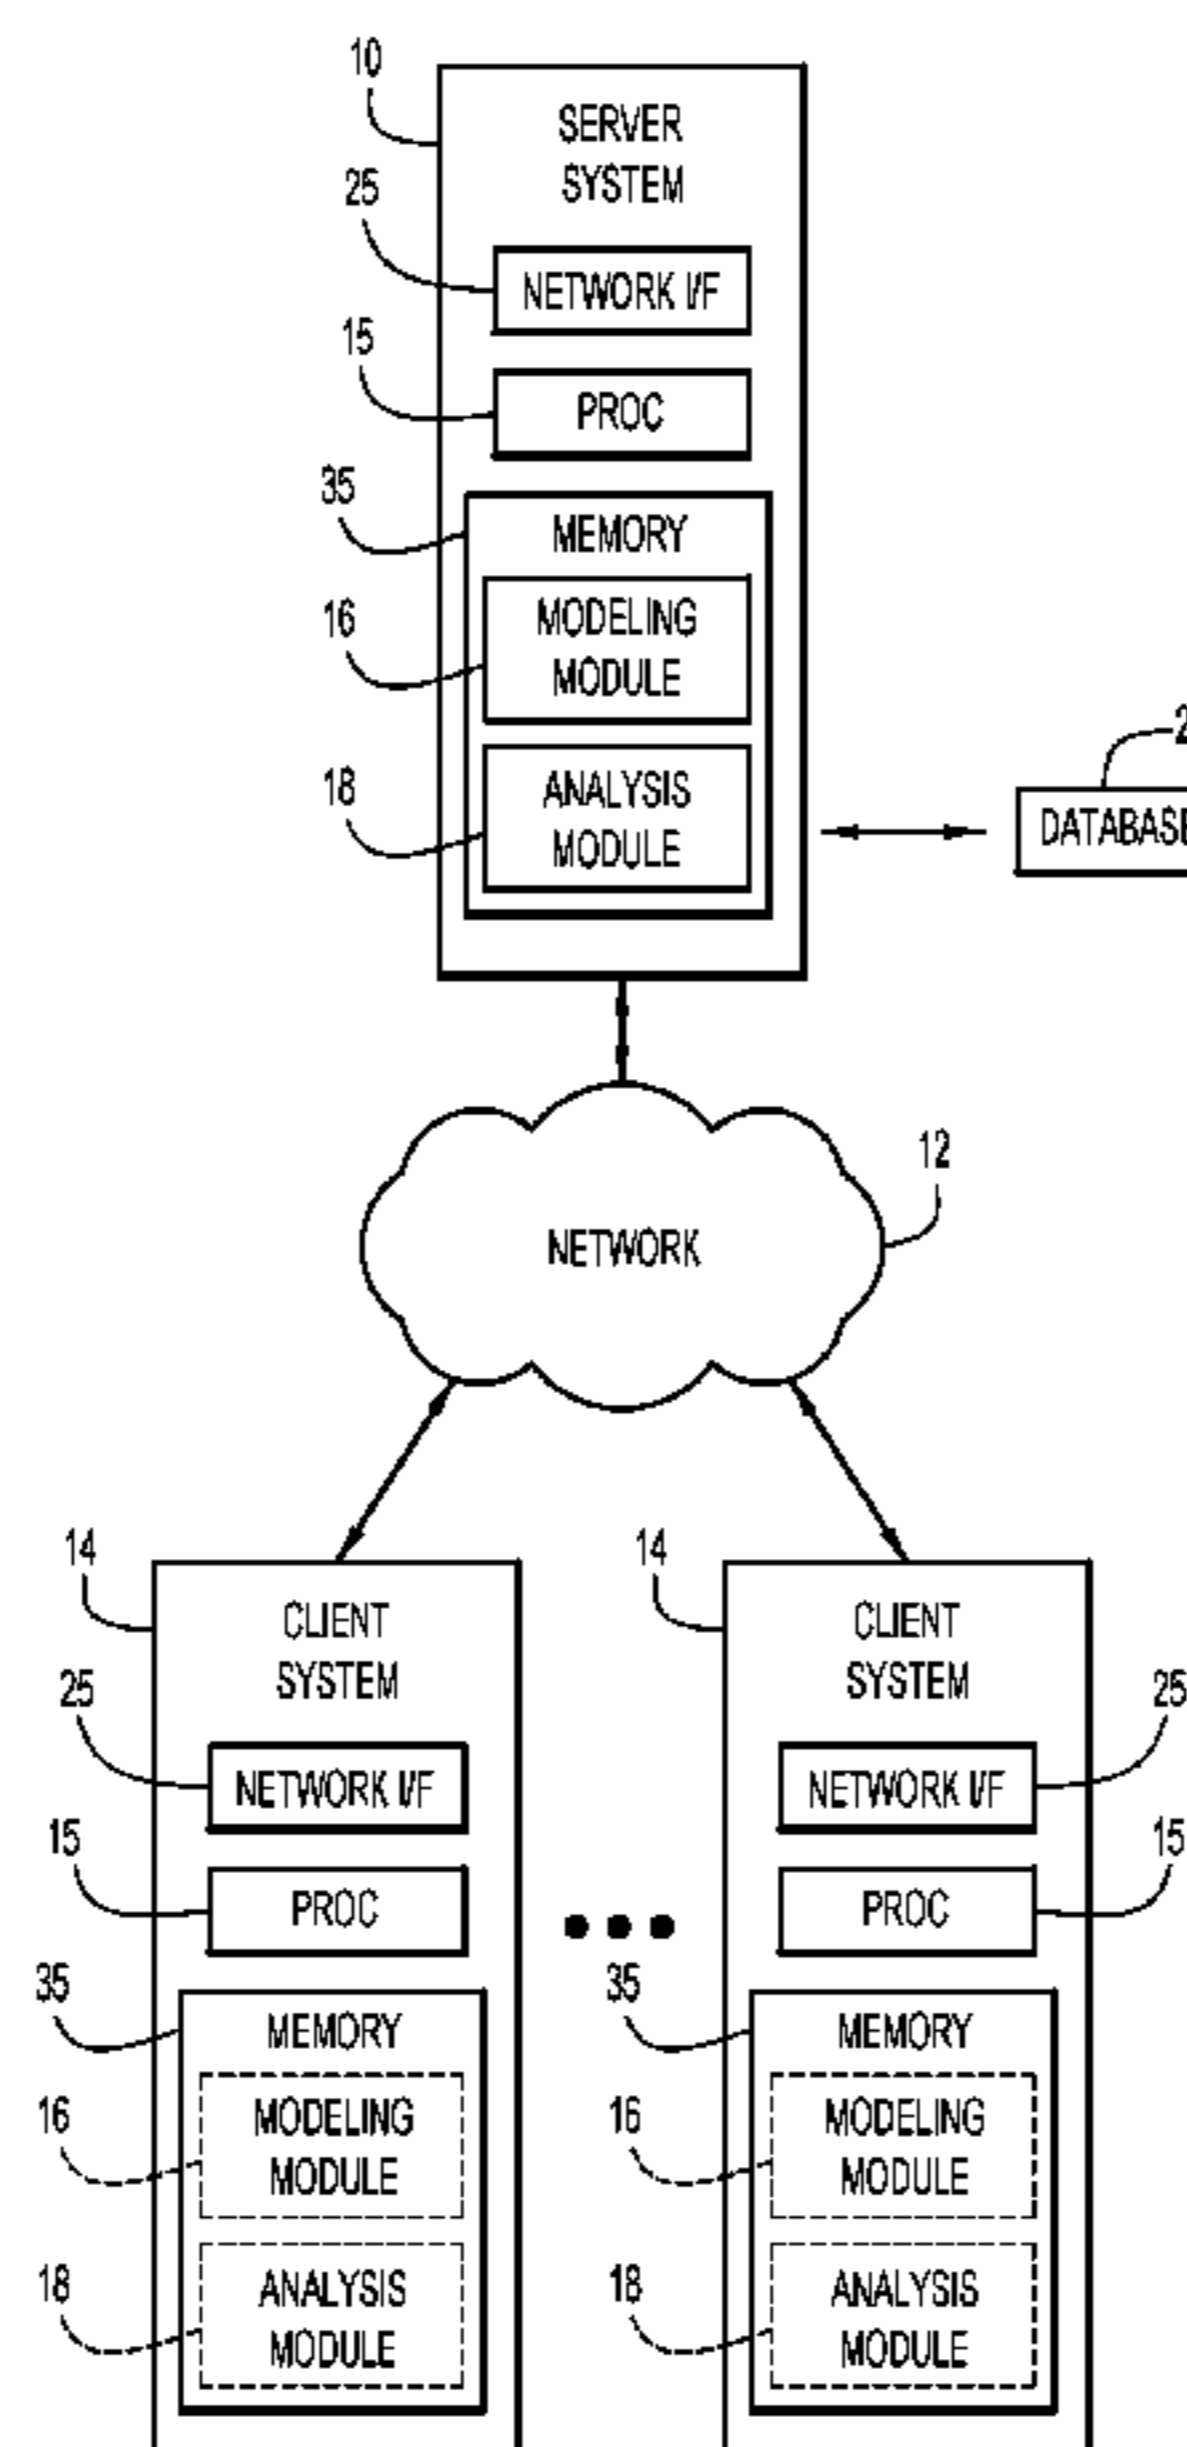 10
SERVER
SYSTEM
25
NETWORK I/F
15
PROC
35
MEMORY
16
MODELING
MODULE
18
ANALYSIS
MODULE
DATABASE
12
NETWORK
14
CLIENT
SYSTEM
25
NETWORK I/F
15
PROC
35
MEMORY
16
MODELING
MODULE
18
ANALYSIS
MODULE
14
CLIENT
SYSTEM
25
NETWORK I/F
15
PROC
35
MEMORY
16
MODELING
MODULE
18
ANALYSIS
MODULE